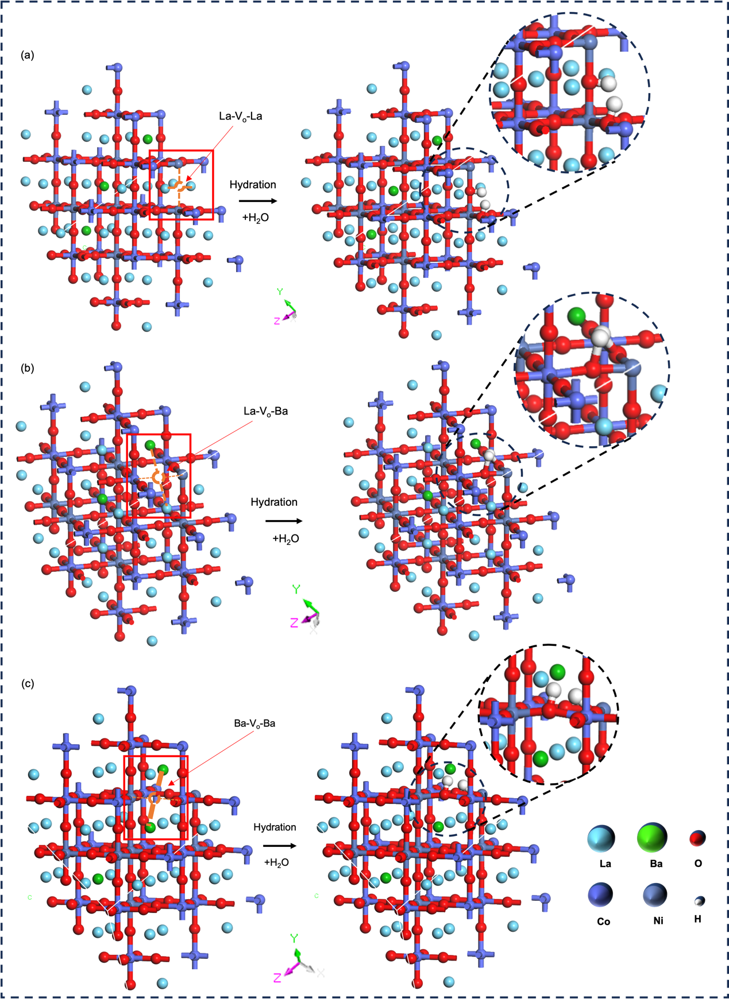 (a)
La-Vo-La
Hydration
+H2O
C
Y
Z
(b)
La-Vo-Ba
Hydration
+H2O
Y
Z
X
(c)
Ba-Vo-Ba
Hydration
+H2O
C
C
Y
Z
X
La Ba O
Co Ni H